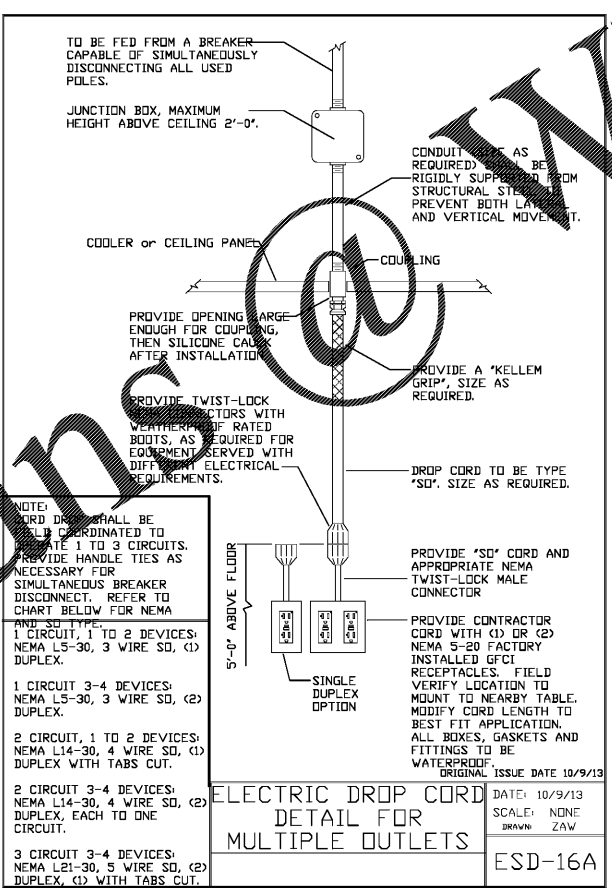 TO BE FED FROM A BREAKER
CAPABLE OF SIMULTANEOUSLY
DISCONNECTING ALL USED
POLES.
JUNCTION BOX, MAXIMUM
HEIGHT ABOVE CEILING 2'-0".
CONDUIT (SIZE AS
REQUIRED) SHALL BE
RIGIDLY SUPPORTED FROM
STRUCTURAL STEEL TO
PREVENT BOTH LATERAL
AND VERTICAL MOVEMENT.
COOLER or CEILING PANEL
COUPLING
PROVIDE OPENING LARGE
ENOUGH FOR COUPLING,
THEN SILICONE CAULK
AFTER INSTALLATION
PROVIDE A "KELLEM
GRIP", SIZE AS
REQUIRED.
PROVIDE TWIST-LOCK
NEMA CONNECTORS WITH
WEATHERPROOF RATED
BOOTS, AS REQUIRED FOR
EQUIPMENT SERVED WITH
DIFFERENT ELECTRICAL
REQUIREMENTS.
DROP CORD TO BE TYPE
"SO". SIZE AS REQUIRED.
NOTE:
CORD DROP SHALL BE
FIELD COORDINATED TO
OPERATE 1 TO 3 CIRCUITS.
PROVIDE HANDLE TIES AS
NECESSARY FOR
SIMULTANEOUS BREAKER
DISCONNECT. REFER TO
CHART BELOW FOR NEMA
AND SO TYPE.
1 CIRCUIT, 1 TO 2 DEVICES:
NEMA L5-30, 3 WIRE SO, (1)
DUPLEX.
1 CIRCUIT 3-4 DEVICES:
NEMA L5-30, 3 WIRE SO, (2)
DUPLEX.
2 CIRCUIT, 1 TO 2 DEVICES:
NEMA L14-30, 4 WIRE SO, (1)
DUPLEX WITH TABS CUT.
2 CIRCUIT 3-4 DEVICES:
NEMA L14-30, 4 WIRE SO, (2)
DUPLEX, EACH TO ONE
CIRCUIT.
3 CIRCUIT 3-4 DEVICES:
NEMA L21-30, 5 WIRE SO, (2)
DUPLEX, (1) WITH TABS CUT.
5'-0" ABOVE FLOOR
SINGLE
DUPLEX
OPTION
PROVIDE "SO" CORD AND
APPROPRIATE NEMA
TWIST-LOCK MALE
CONNECTOR
PROVIDE CONTRACTOR
CORD WITH (1) OR (2)
NEMA 5-20 FACTORY
INSTALLED GFCI
RECEPTACLES. FIELD
VERIFY LOCATION TO
MOUNT TO NEARBY TABLE.
MODIFY CORD LENGTH TO
BEST FIT APPLICATION.
ALL BOXES, GASKETS AND
FITTINGS TO BE
WATERPROOF.
ORIGINAL ISSUE DATE 10/9/13
ELECTRIC DROP CORD
DETAIL FOR
MULTIPLE OUTLETS
DATE: 10/9/13
SCALE: NONE
DRAWN: ZAW
ESD-16A
ans @ W